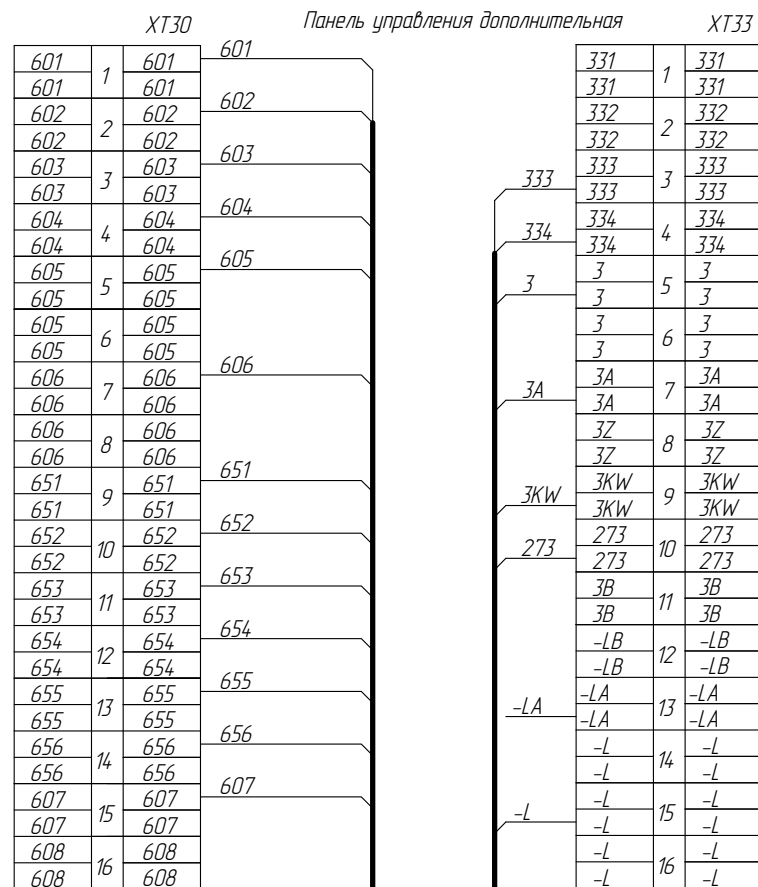 ХТ30 Панель управления дополнительная ХТ33
601
601 601 331 331
1 1
601 601 331 331
602
602 602 332 332
2 2
602 602 332 332
603
603 603 333 333
3 333 3
603 603 333 333
604
604 604 334 334
4 334 4
604 604 334 334
605
605 605 3 3
5 3 5
605 605 3 3
605 605 3 3
6 6
605 605 3 3
606
606 606 3A 3A
7 3A 7
606 606 3A 3A
606 606 3Z 3Z
8 8
606 606 3Z 3Z
651
651 651 3KW 3KW
9 3KW 9
651 651 3KW 3KW
652
652 652 273 273
10 273 10
652 652 273 273
653
653 653 3B 3B
11 11
653 653 3B 3B
654
654 654 -LB -LB
12 12
654 654 -LB -LB
655
655 655 -LA -LA
13 -LA 13
655 655 -LA -LA
656
656 656 -L -L
14 14
656 656 -L -L
607
607 607 -L -L
15 -L 15
607 607 -L -L
608 608 -L -L
16 16
608 608 -L -L